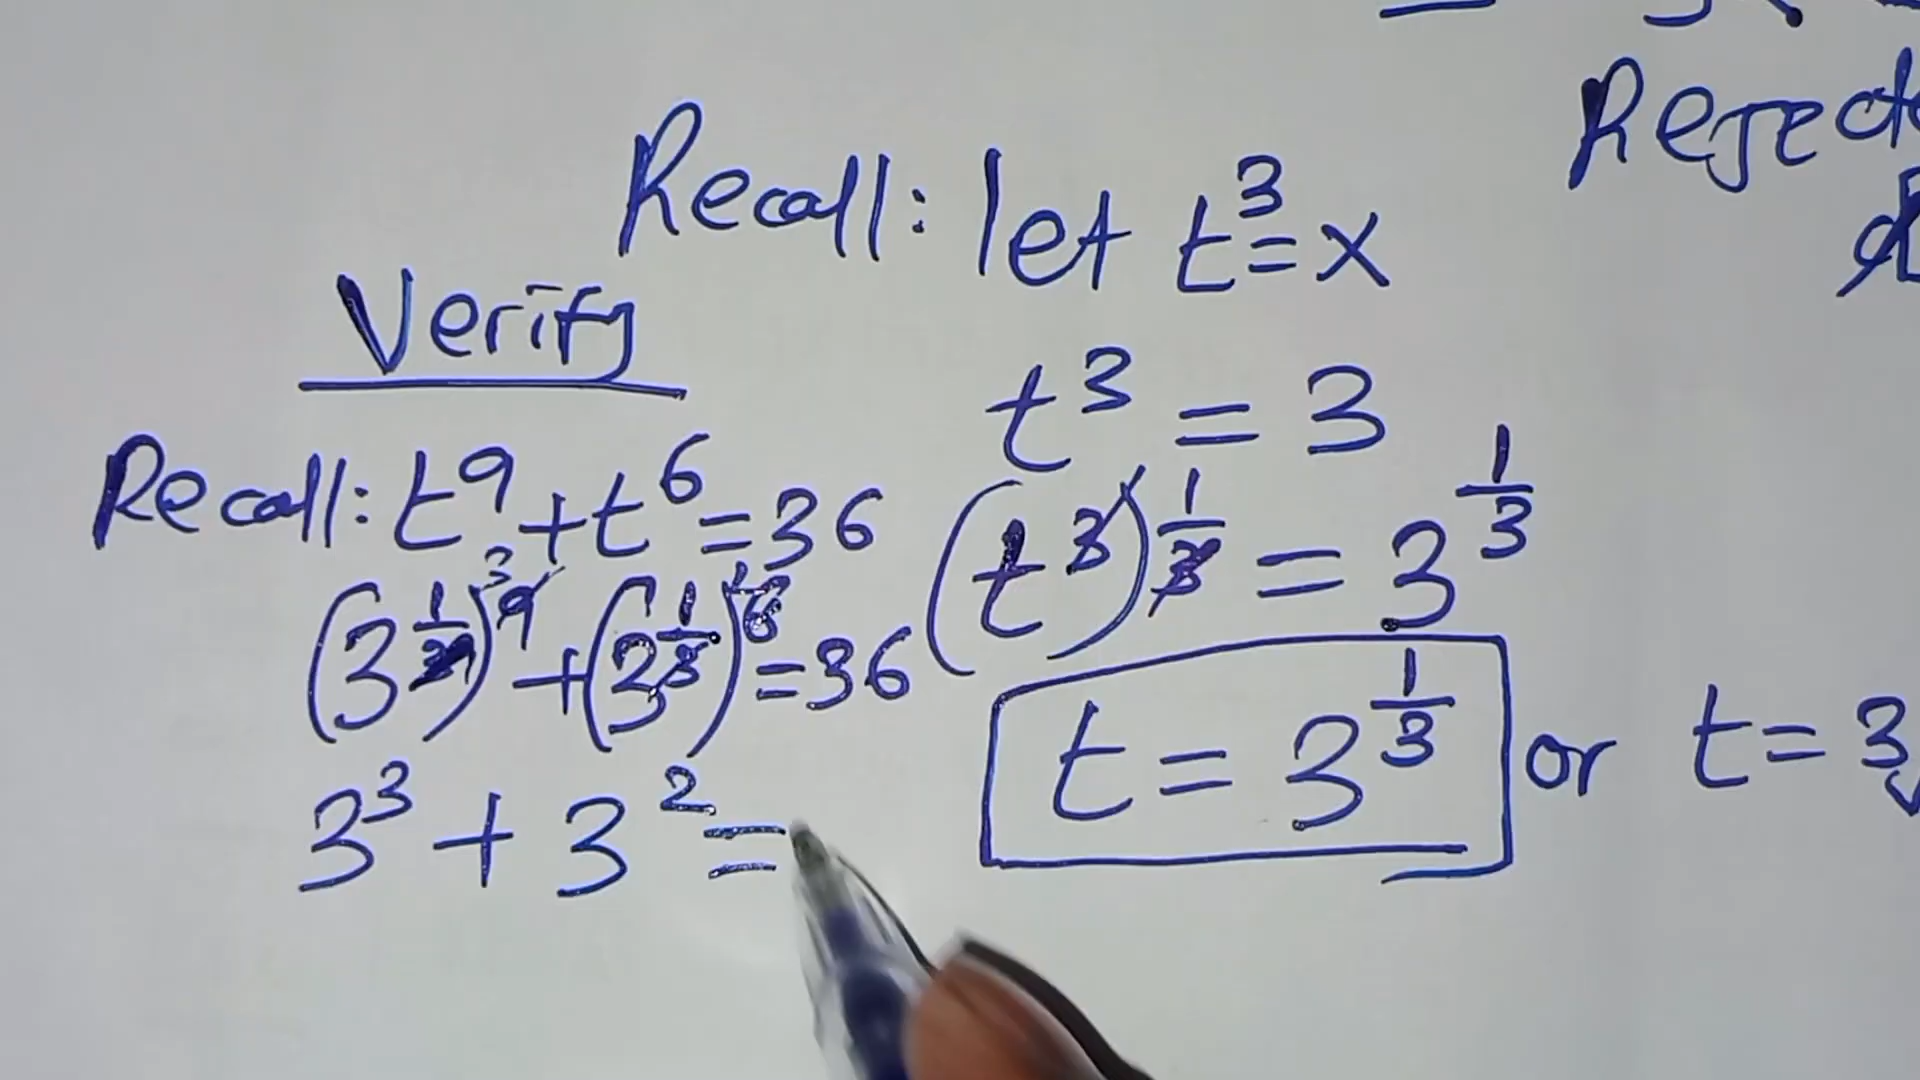 Recall: let t³=x
Verify
t³ = 3
Recall: t⁹+t⁶=36
(t³)^(1/3) = 3^(1/3)
(3^(1/3))^9 3 +(3^(1/3))^6=36
t = 3^(1/3) or t=3√
3³ + 3² =